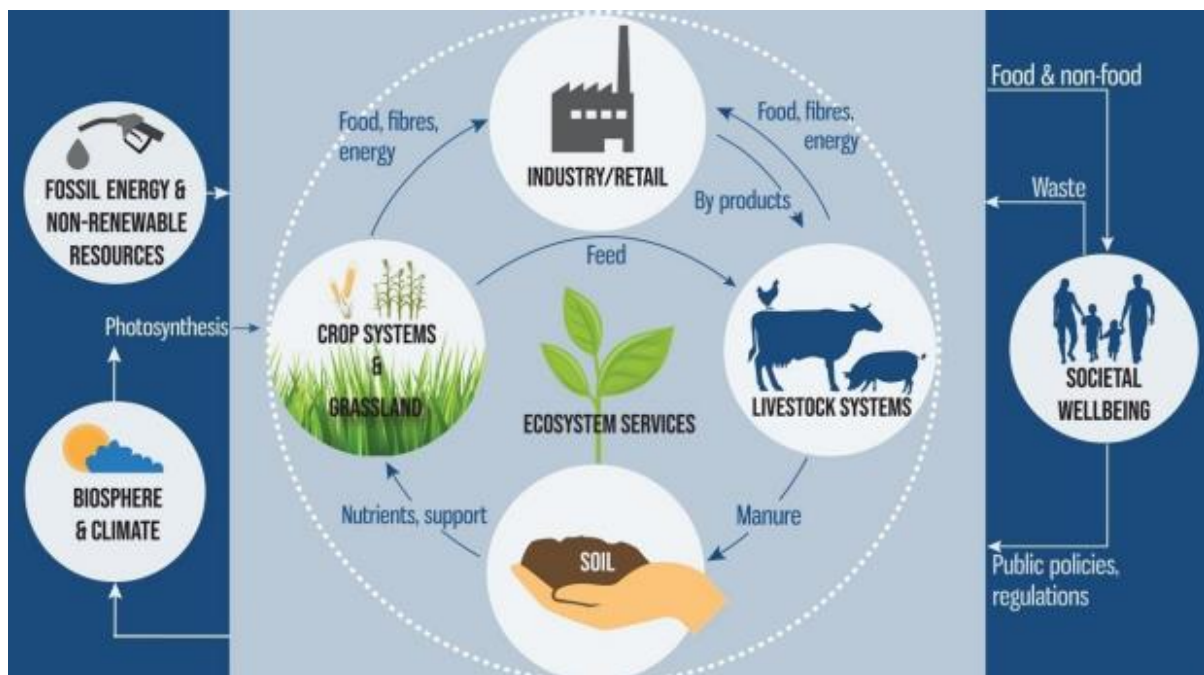 FOSSIL ENERGY &
NON-RENEWABLE
RESOURCES
Photosynthesis
BIOSPHERE
& CLIMATE
Food, fibres,
energy
INDUSTRY/RETAIL
Food, fibres,
energy
By products
Feed
CROP SYSTEMS
&
GRASSLAND
ECOSYSTEM SERVICES
LIVESTOCK SYSTEMS
Nutrients, support
Manure
SOIL
Food & non-food
Waste
SOCIETAL
WELLBEING
Public policies,
regulations